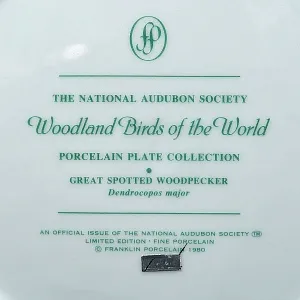 THE NATIONAL AUDUBON SOCIETY
Woodland Birds of the World
PORCELAIN PLATE COLLECTION
GREAT SPOTTED WOODPECKER
Dendrocopos major
AN OFFICIAL ISSUE OF THE NATIONAL AUDUBON SOCIETY TM
LIMITED EDITION • FINE PORCELAIN
© FRANKLIN PORCELAIN 1980